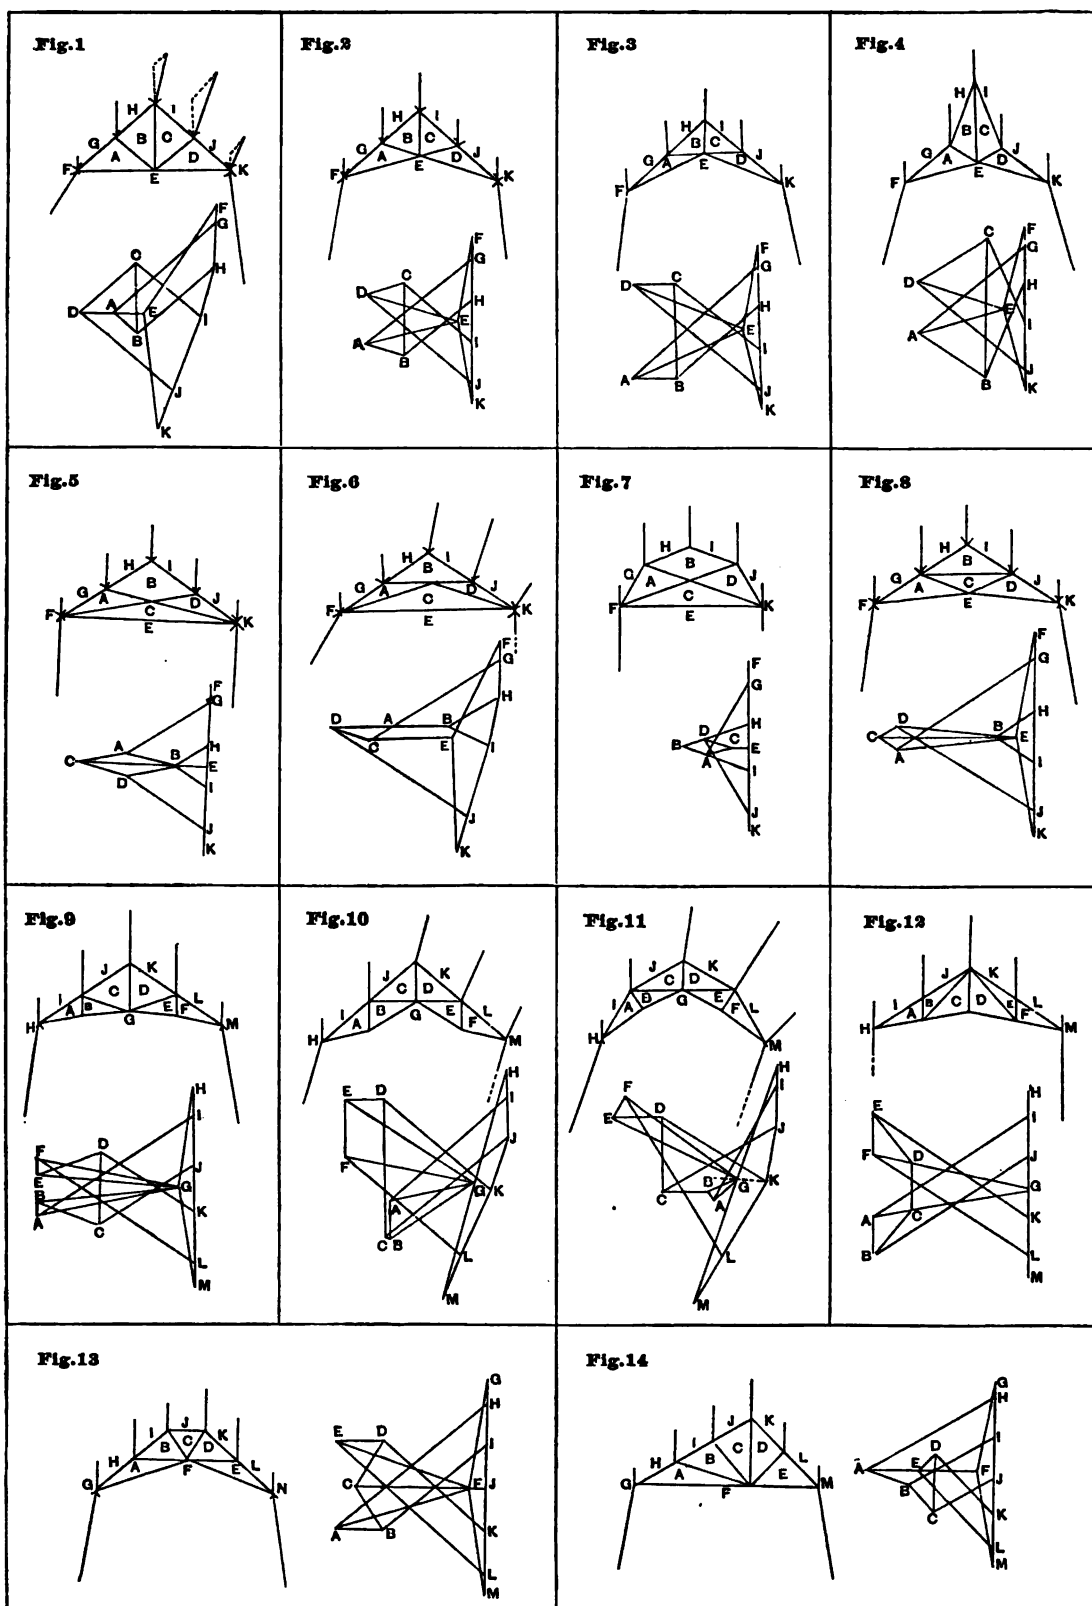 Fig.1
H I
G B C J
F A D K
E
F
G
C H
D A E I
B
J
K
Fig.2
H I
G B C J
F A E D K
F
G
C H
D E
A I
B
J
K
Fig.3
H I
G B C J
F A E D K
F
G
D C H
E
I
A B J
K
Fig.4
H I
B C
G A D J
F E K
F
C G
D H
E
A I
B J
K
Fig.5
H I
G B J
F A C D K
E
F
G
A H
C B E
D I
J
K
Fig.6
H I
G B J
F A C D K
E
F
G
D A B H
C E I
J
K
Fig.7
H I
G B J
A D
F C K
E
F
G
D C H
B E
A I
J
K
Fig.8
H I
G B J
F A C D K
E
F
G
D H
C B E
A I
J
K
Fig.9
J K
I C D L
H A B G E F M
H
I
D
F J
E G
B
A K
C
L
M
Fig.10
J K
I C D L
B E
H A G F M
H
E D I
J
F G K
A
C B L
M
Fig.11
J K
I C D L
A B G E F
H M
H
F I
E D J
B G K
C A
L
M
Fig.12
J K
I C D L
H A B E F M
H
E I
F D J
G
A C K
B L
M
Fig.13
J
I K
H B C D L
G A F E N
G
H
E D I
C F J
A B K
L
M
Fig.14
J K
I C D
H B L
G A E M
F
G
H
D I
A E F
B J
C K
L
M